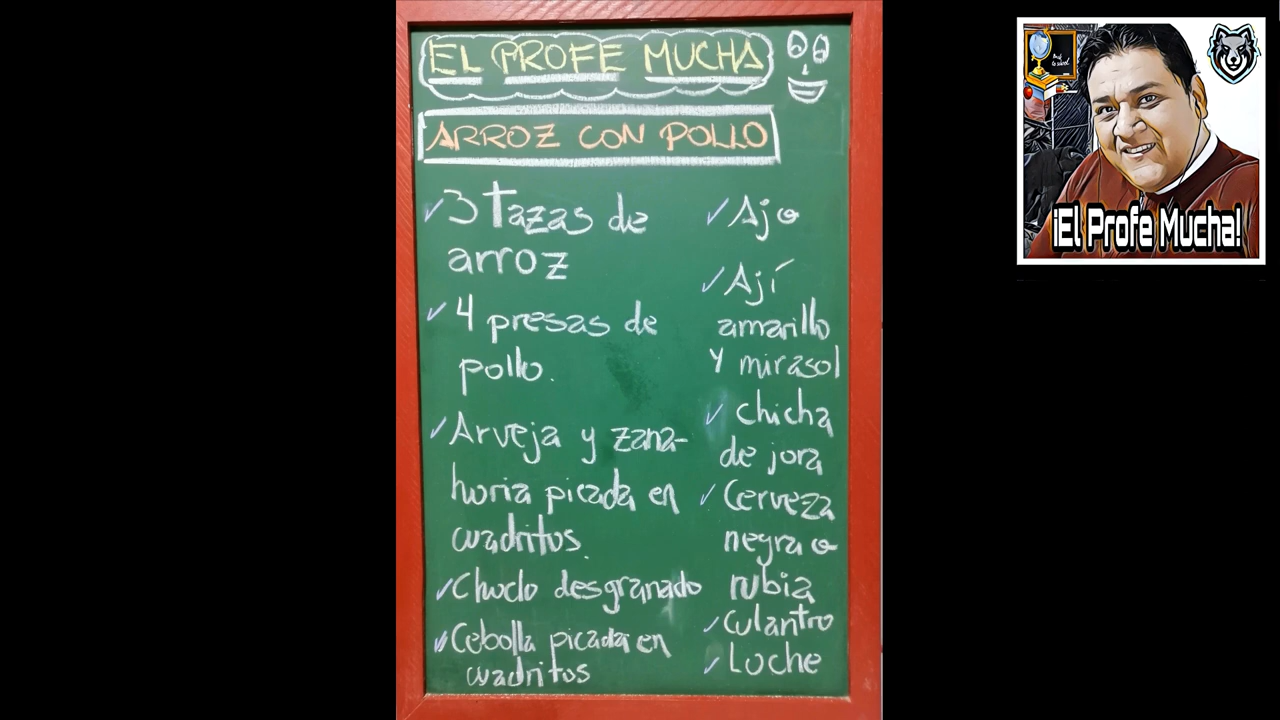 EL PROFE MUCHA
ARROZ CON POLLO
✓ 3 Tazas de
arroz
✓ 4 presas de
pollo.
✓ Arveja y zana-
horia picada en
cuadritos.
✓ Choclo desgranado
✓ Cebolla picada en
cuadritos
✓ Ajo
✓ Ají
amarillo
y mirasol
✓ chicha
de jora
✓ Cerveza
negra o
rubia
✓ culantro
✓ Loche
¡El Profe Mucha!